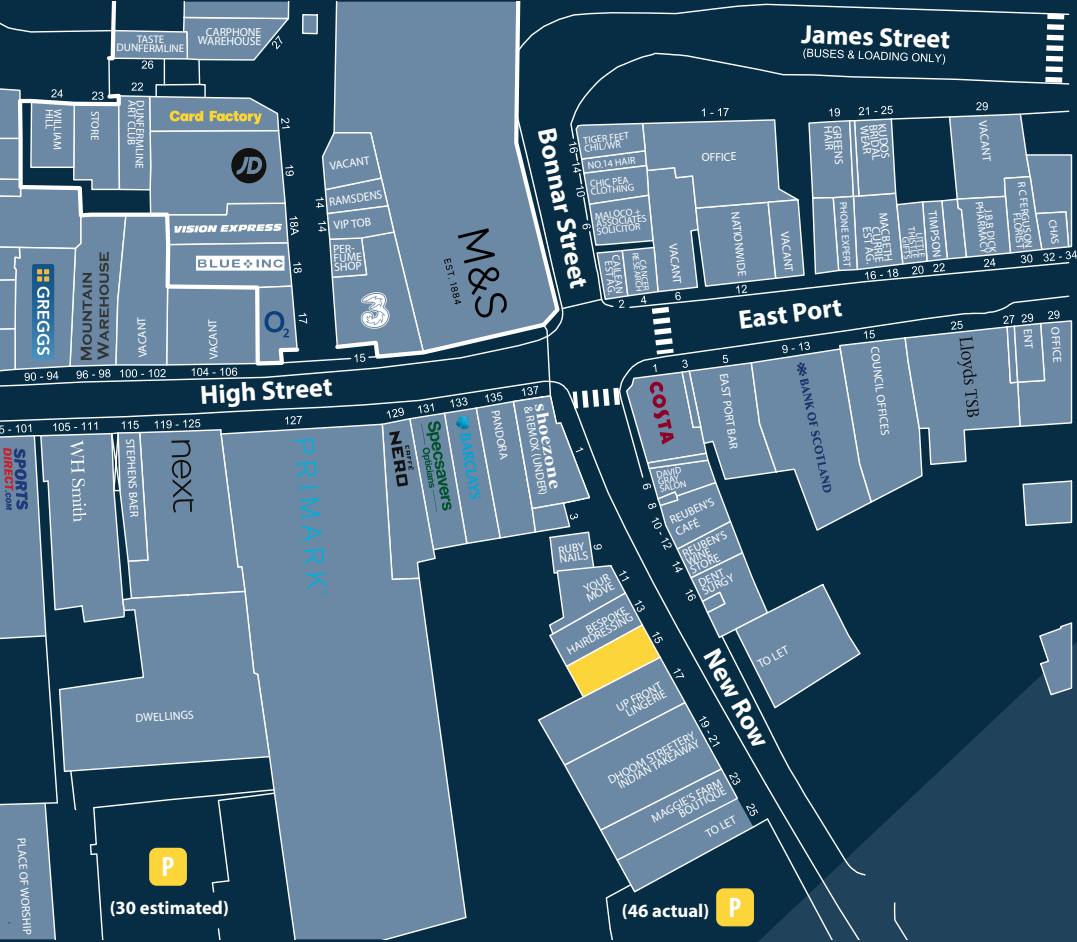 TASTE
DUNFERMLINE
CARPHONE
WAREHOUSE
27
26
24
23
22
WILLIAM
HILL
STORE
DUNFERMLINE
ART CLUB
Card Factory
21
JD
19
VISION EXPRESS
18A
BLUE INC
18
GREGGS
MOUNTAIN
WAREHOUSE
VACANT
VACANT
O2
17
VACANT
RAMSDENS
14
VIP TOB
14
PER-
FUME
SHOP
3
M&S
EST. 1884
15
90 - 94
96 - 98
100 - 102
104 - 106
High Street
Bonnar Street
James Street
(BUSES & LOADING ONLY)
TIGER FEET
CHIL/WR
16
NO.14 HAIR
14
CHIC PEA
CLOTHING
10
MALOCO +
ASSOCIATES
SOLICITOR
6
CAILEAN
EST AG
CANCER
RESEARCH
VACANT
1 - 17
OFFICE
NATIONWIDE
VACANT
2
4
6
12
19
21 - 25
29
GREENS
HAIR
KUDOS
BRIDAL
WEAR
VACANT
PHONE EXPERT
MACBETH
CURRIE
EST AG
LITTLE
THISTLE
GIFTS
TIMPSON
J & B DICK
PHARMACY
R C FERGUSON
FLORIST
CHAS
16 - 18
20
22
24
30
32 - 34
East Port
1
3
5
9 - 13
15
25
27
29
29
COSTA
EAST PORT BAR
BANK OF SCOTLAND
COUNCIL OFFICES
Lloyds TSB
ENT
OFFICE
105 - 111
115
119 - 125
127
129
131
133
135
137
SPORTS
DIRECT.COM
WH Smith
STEPHENS BAKER
next
PRIMARK
CAFFÈ
NERO
Specsavers
Opticians
BARCLAYS
PANDORA
shoezone
& REMOX (UNDER)
1
3
RUBY
NAILS
9
YOUR
MOVE
11
BESPOKE
HAIRDRESSING
13
15
UP FRONT
LINGERIE
17
DHOOM STREETERY
INDIAN TAKEAWAY
19 - 21
MAGGIE'S FARM
BOUTIQUE
23
TO LET
25
DAVID
GRAY
SALON
6
8
REUBEN'S
CAFÉ
10 - 12
REUBEN'S
WINE
STORE
14
DENT
SURGY
16
TO LET
New Row
DWELLINGS
PLACE OF WORSHIP
P
(30 estimated)
(46 actual)
P